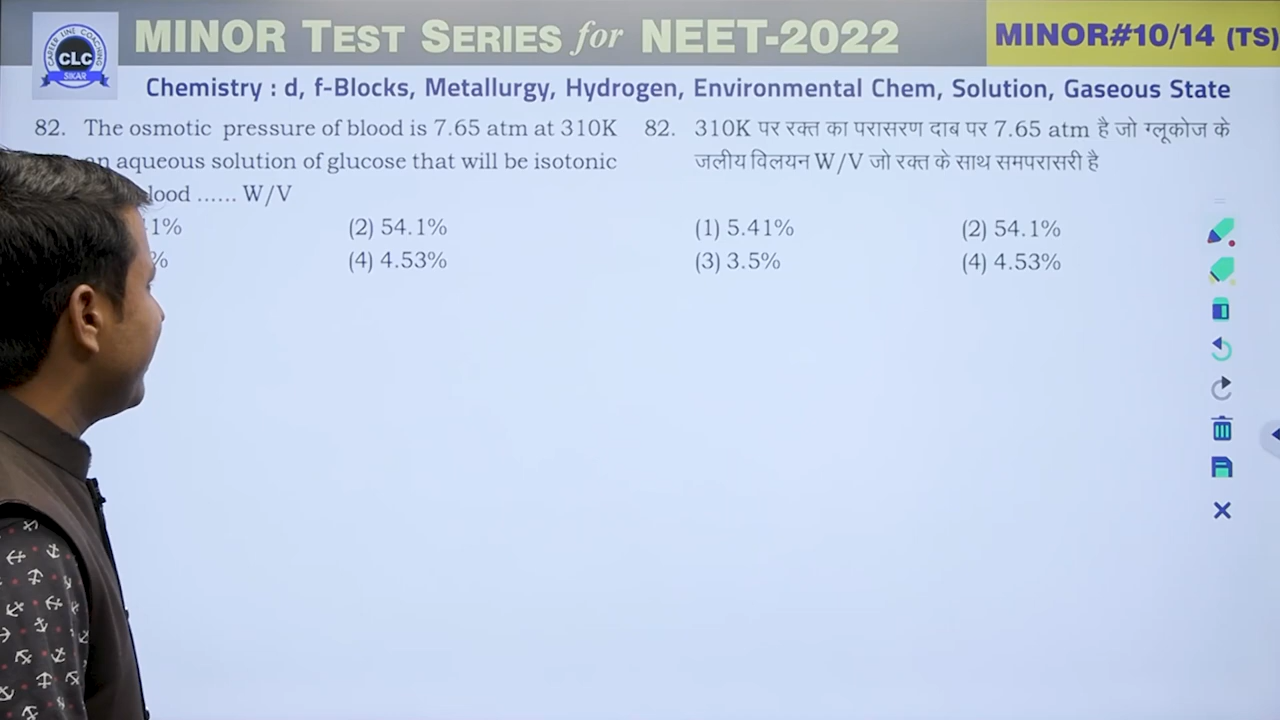 CAREER LINE COACHING
CLC
SIKAR
MINOR TEST SERIES for NEET-2022
MINOR#10/14 (TS)
Chemistry : d, f-Blocks, Metallurgy, Hydrogen, Environmental Chem, Solution, Gaseous State
82. The osmotic pressure of blood is 7.65 atm at 310K
aqueous solution of glucose that will be isotonic
...... W/V
(2) 54.1%
(4) 4.53%
82. 310K पर रक्त का परासरण दाब पर 7.65 atm है जो ग्लूकोज के
जलीय विलयन W/V जो रक्त के साथ समपरासरी है
(1) 5.41% (2) 54.1%
(3) 3.5% (4) 4.53%